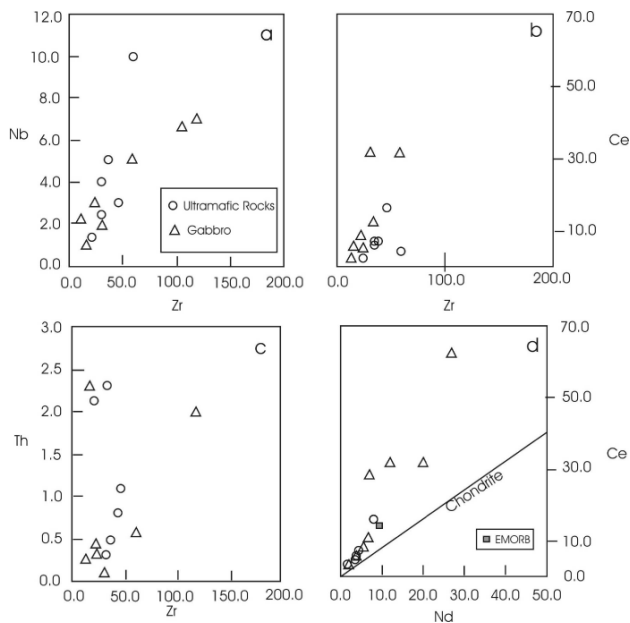 12.0
10.0
8.0
6.0
4.0
2.0
0.0
Nb
a
Ultramafic Rocks
Gabbro
0.0 50.0 100.0 150.0 200.0
Zr
b
70.0
50.0
30.0
10.0
Ce
0.0 100.0 200.0
Zr
3.0
2.5
2.0
1.5
1.0
0.5
0.0
Th
c
0.0 50.0 100.0 150.0 200.0
Zr
d
70.0
50.0
30.0
10.0
0.0
Ce
Chondrite
EMORB
0.0 10.0 20.0 30.0 40.0 50.0
Nd